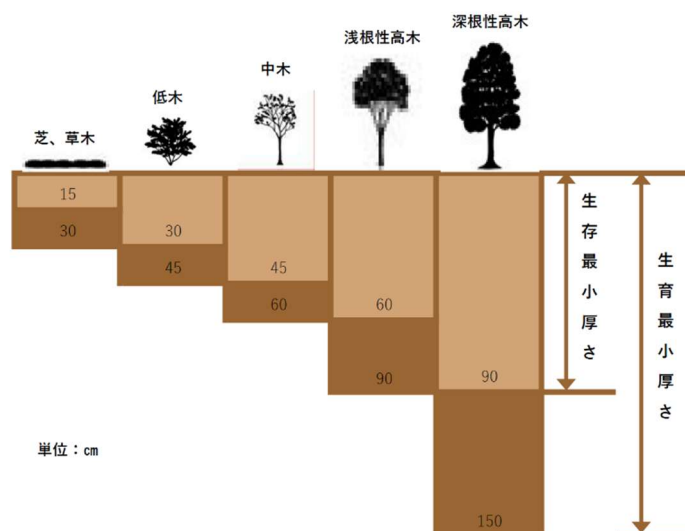 深根性高木
浅根性高木
中木
低木
芝、草木
15
30
30
45
45
60
60
90
90
150
生存最小厚さ
生育最小厚さ
単位：㎝